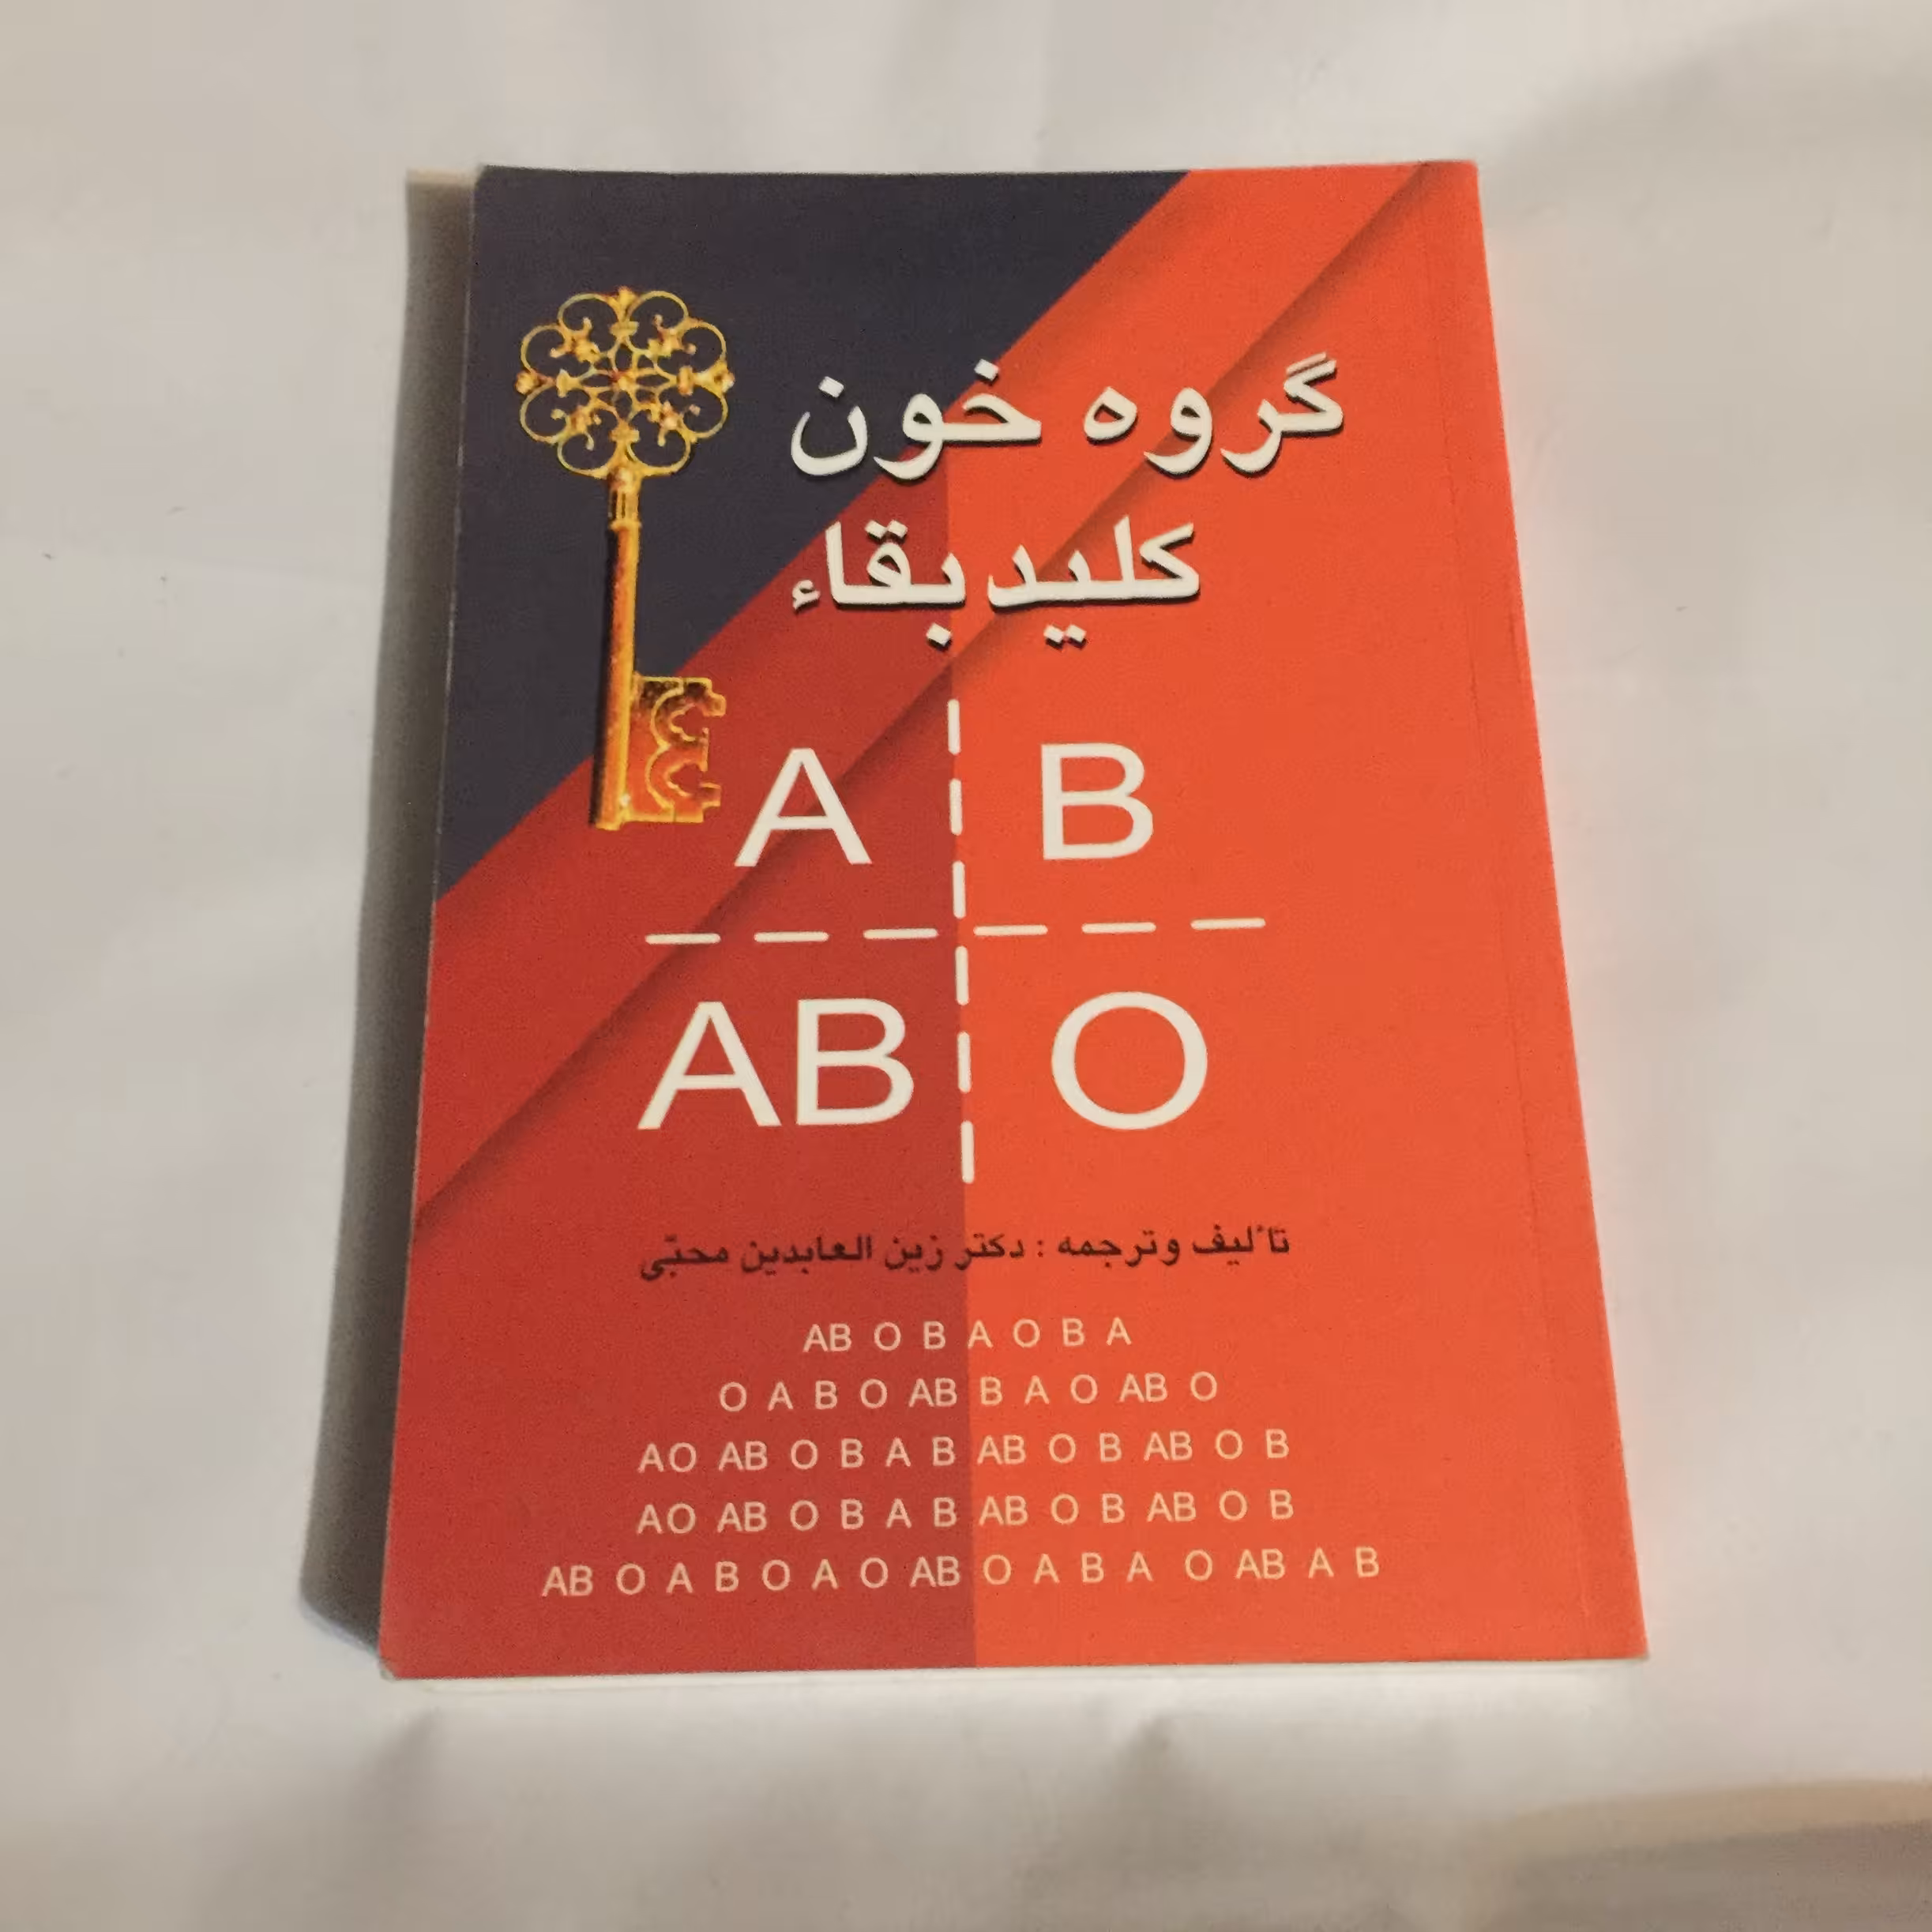 گروه خون
کلید بقاء
A B
AB O
تألیف و ترجمه : دکتر زین العابدین محبّی
AB O B A O B A
O A B O AB B A O AB O
AO AB O B A B AB O B AB O B
AO AB O B A B AB O B AB O B
AB O A B O A O AB O A B A O AB A B